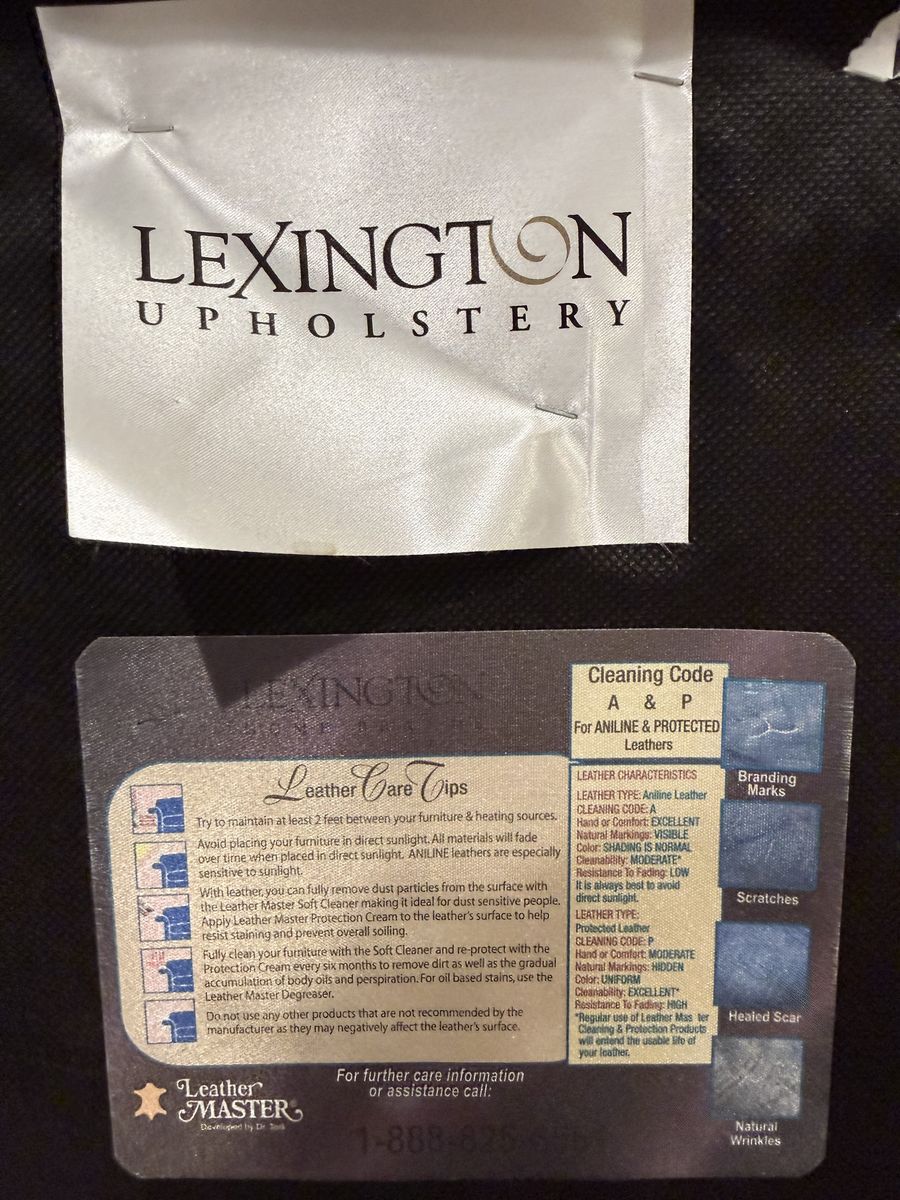 LEXINGTON
UPHOLSTERY
LEXINGTON
Leather Care Tips
Try to maintain at least 2 feet between your furniture & heating sources.
Avoid placing your furniture in direct sunlight. All materials will fade
over time when placed in direct sunlight. ANILINE leathers are especially
sensitive to sunlight.
With leather, you can fully remove dust particles from the surface with
the Leather Master Soft Cleaner making it ideal for dust sensitive people.
Apply Leather Master Protection Cream to the leather's surface to help
resist staining and prevent overall soiling.
Fully clean your furniture with the Soft Cleaner and re-protect with the
Protection Cream every six months to remove dirt as well as the gradual
accumulation of body oils and perspiration. For oil based stains, use the
Leather Master Degreaser.
Do not use any other products that are not recommended by the
manufacturer as they may negatively affect the leather's surface.
Leather
MASTER
Developed by Dr.
For further care information
or assistance call:
1-888-
Cleaning Code
A & P
For ANILINE & PROTECTED
Leathers
LEATHER CHARACTERISTICS
LEATHER TYPE: Aniline Leather
CLEANING CODE: A
Hand or Comfort: EXCELLENT
Natural Markings: VISIBLE
Color: SHADING IS NORMAL
Cleanability: MODERATE*
Resistance To Fading: LOW
It is always best to avoid
direct sunlight.
LEATHER TYPE:
Protected Leather
CLEANING CODE: P
Hand or Comfort: MODERATE
Natural Markings: HIDDEN
Color: UNIFORM
Cleanability: EXCELLENT*
Resistance To Fading: HIGH
*Regular use of Leather Mas ter
Cleaning & Protection Products
will entend the usable life of
your leather.
Branding
Marks
Scratches
Healed Scar
Natural
Wrinkles